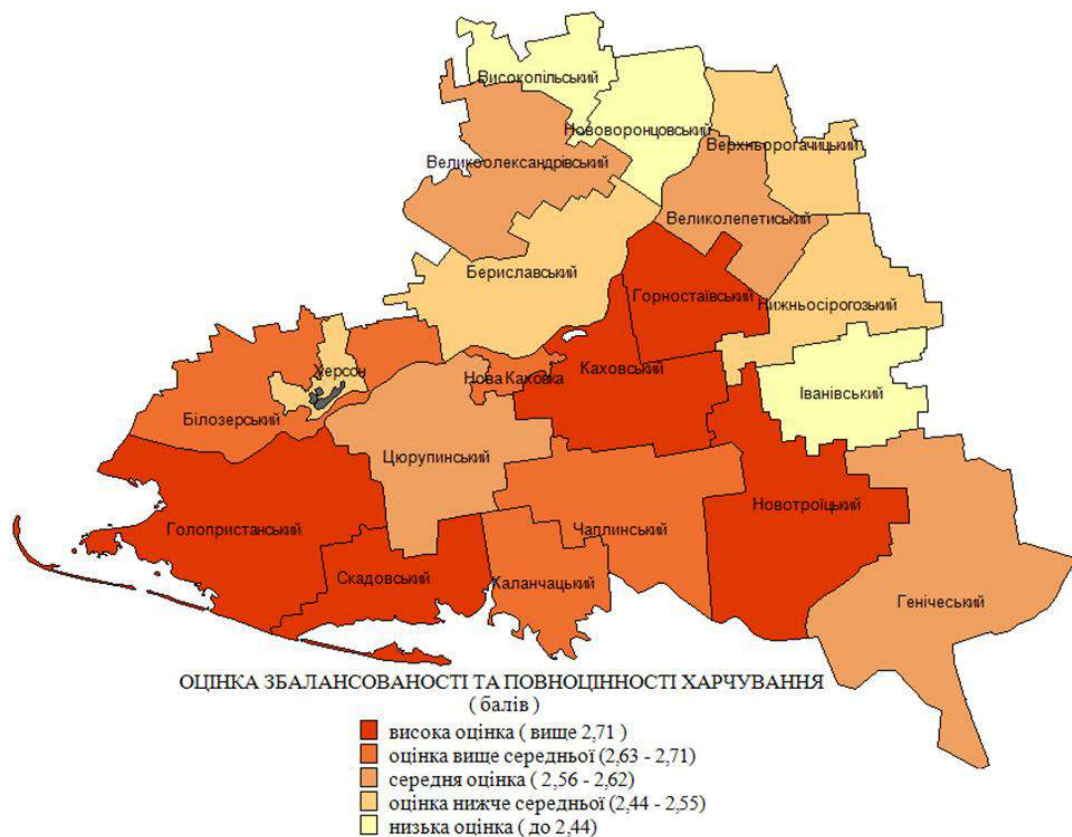 Високопільський
Нововоронцовський
Верхньорогачицький
Великоолександрівський
Великолепетиський
Бериславський
Горностаївський
Нижньосірогозький
Херсон
Нова Каховка
Каховський
Іванівський
Білозерський
Цюрупинський
Новотроїцький
Голопристанський
Чаплинський
Скадовський
Халанчацький
Генічеський
ОЦІНКА ЗБАЛАНСОВАНОСТІ ТА ПОВНОЦІННОСТІ ХАРЧУВАННЯ
( балів )
висока оцінка ( вище 2,71 )
оцінка вище середньої (2,63 - 2,71)
середня оцінка ( 2,56 - 2,62)
оцінка нижче середньої (2,44 - 2,55)
низька оцінка ( до 2,44)